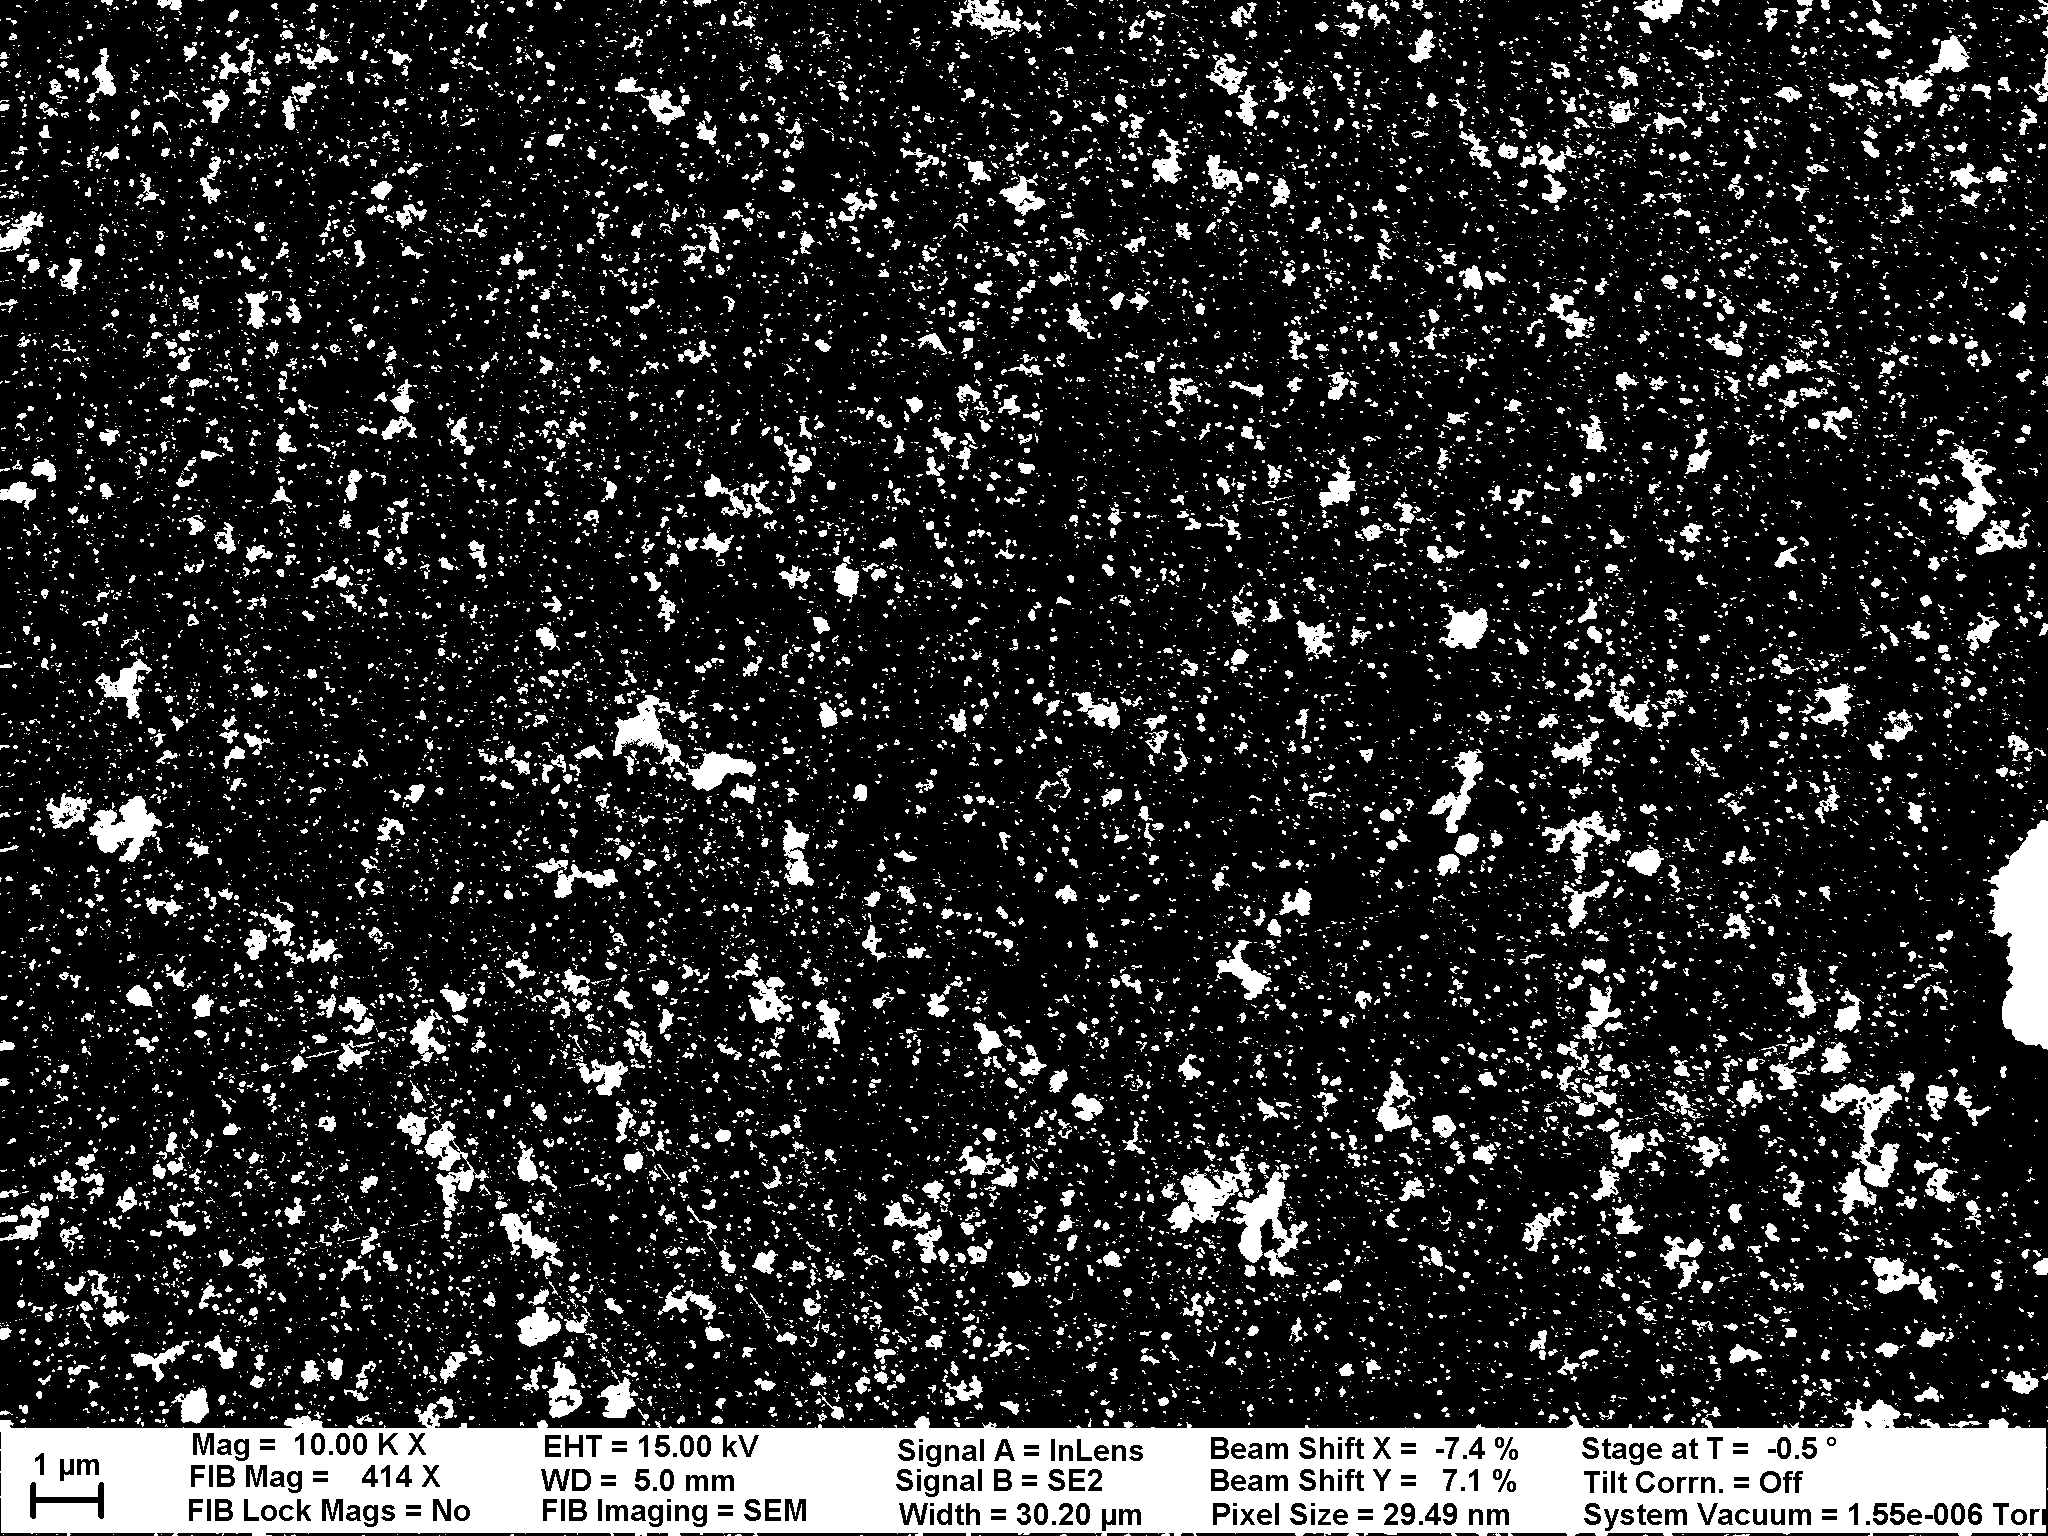 1 µm
Mag = 10.00 K X
FIB Mag = 414 X
FIB Lock Mags = No
EHT = 15.00 kV
WD = 5.0 mm
FIB Imaging = SEM
Signal A = InLens
Signal B = SE2
Width = 30.20 µm
Beam Shift X = -7.4 %
Beam Shift Y = 7.1 %
Pixel Size = 29.49 nm
Stage at T = -0.5 °
Tilt Corrn. = Off
System Vacuum = 1.55e-006 Torr